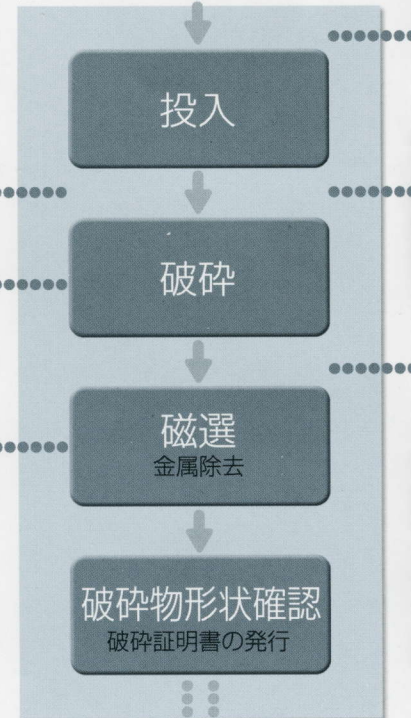 投入
破砕
磁選
金属除去
破砕物形状確認
破砕証明書の発行